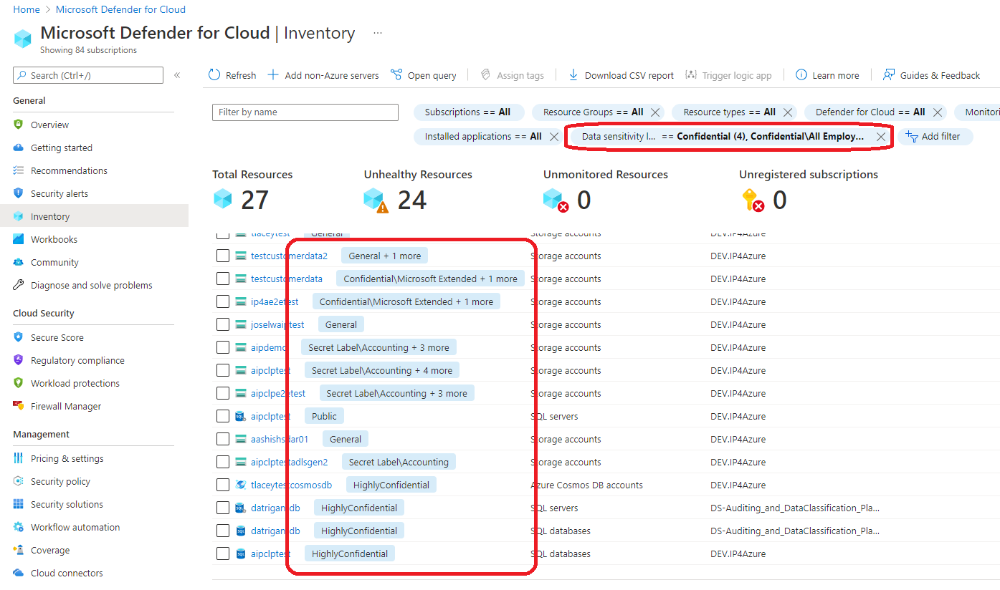 Home > Microsoft Defender for Cloud
Microsoft Defender for Cloud | Inventory ...
Showing 84 subscriptions
Search (Ctrl+/) «
General
Overview
Getting started
Recommendations
Security alerts
Inventory
Workbooks
Community
Diagnose and solve problems
Cloud Security
Secure Score
Regulatory compliance
Workload protections
Firewall Manager
Management
Pricing & settings
Security policy
Security solutions
Workflow automation
Coverage
Cloud connectors
Refresh Add non-Azure servers Open query Assign tags Download CSV report Trigger logic app Learn more Guides & Feedback
Filter by name
Subscriptions == All Resource Groups == All Resource types == All Defender for Cloud == All Monitori
Installed applications == All Data sensitivity l... == Confidential (4), Confidential\All Employ... Add filter
Total Resources Unhealthy Resources Unmonitored Resources Unregistered subscriptions
27 24 0 0
tlaceytest General Storage accounts DEV.IP4Azure
testcustomerdata2 General + 1 more Storage accounts DEV.IP4Azure
testcustomerdata Confidential\Microsoft Extended + 1 more Storage accounts DEV.IP4Azure
ip4ae2etest Confidential\Microsoft Extended + 1 more Storage accounts DEV.IP4Azure
joselwaiptest General Storage accounts DEV.IP4Azure
aipdemo Secret Label\Accounting + 3 more Storage accounts DEV.IP4Azure
aipclptest Secret Label\Accounting + 4 more Storage accounts DEV.IP4Azure
aipclpe2etest Secret Label\Accounting + 3 more Storage accounts DEV.IP4Azure
aipclptest Public SQL servers DEV.IP4Azure
aashishsdar01 General Storage accounts DEV.IP4Azure
aipclptestadlsgen2 Secret Label\Accounting Storage accounts DEV.IP4Azure
tlaceytestcosmosdb HighlyConfidential Azure Cosmos DB accounts DEV.IP4Azure
HighlyConfidential SQL servers DS-Auditing_and_DataClassification_Pla...
HighlyConfidential SQL databases DS-Auditing_and_DataClassification_Pla...
aipclptest HighlyConfidential SQL databases DEV.IP4Azure